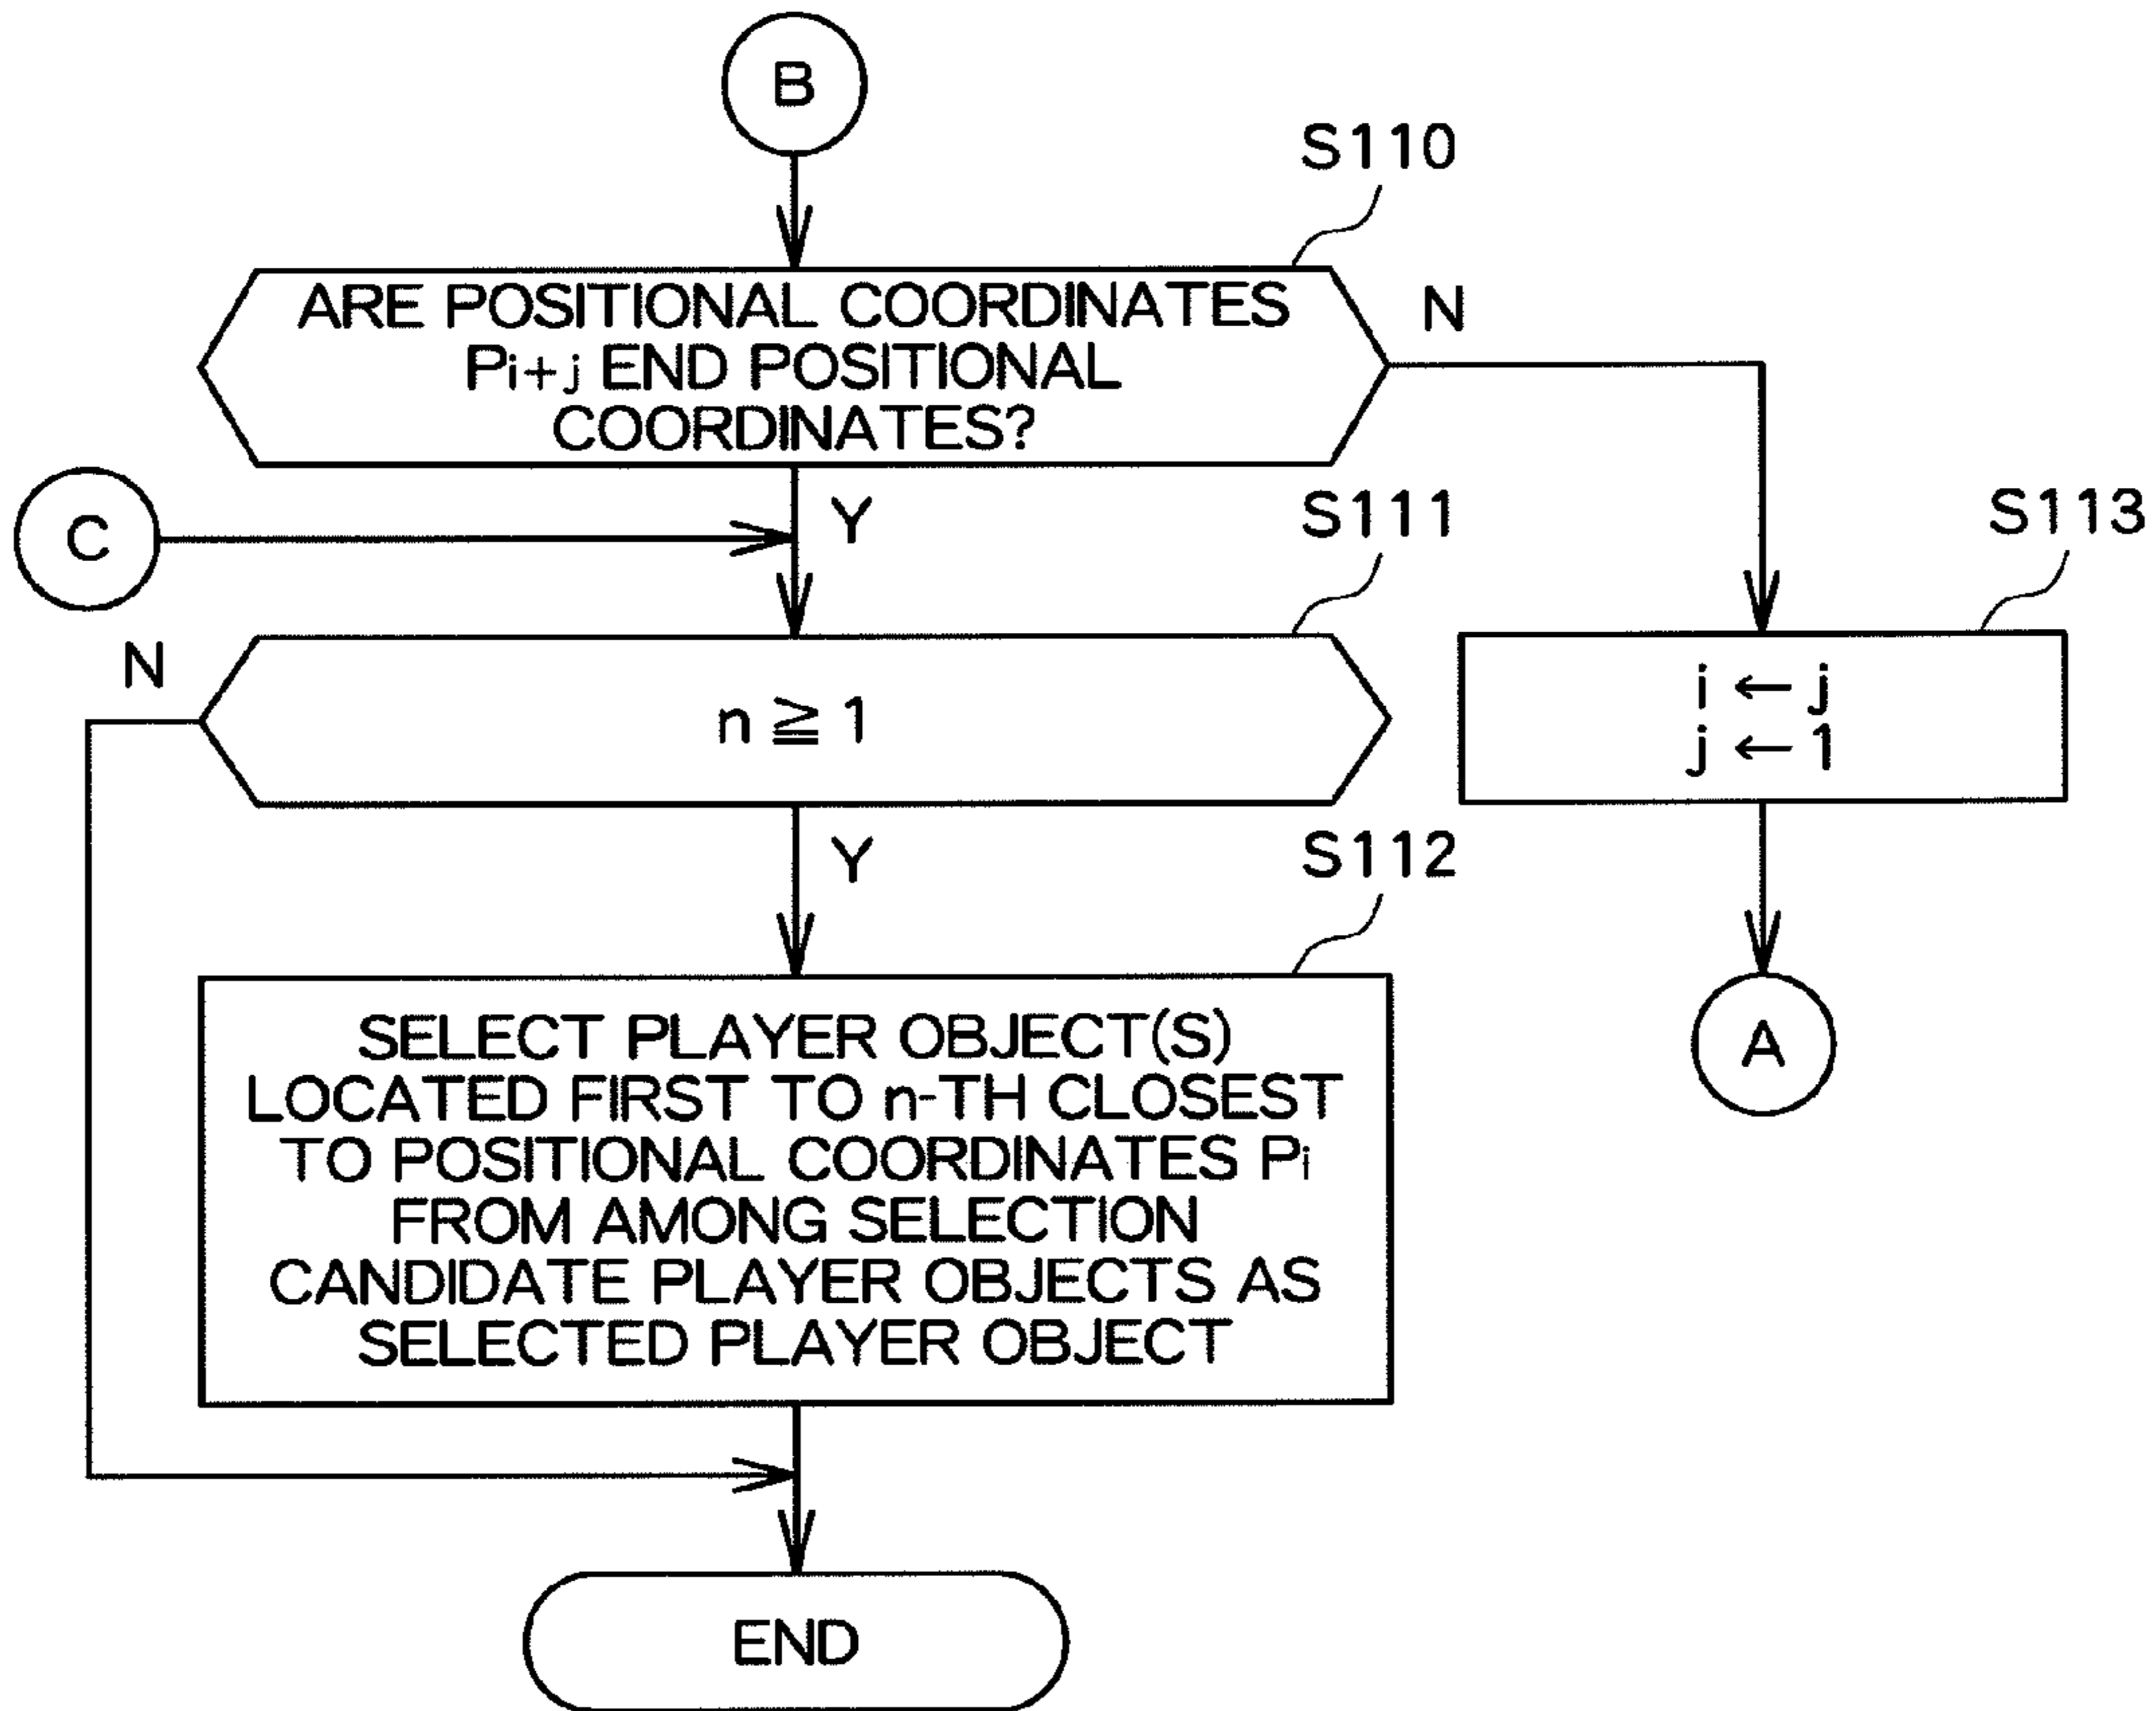 B
S110
ARE POSITIONAL COORDINATES
Pi+j END POSITIONAL
COORDINATES?
N
C
Y
S111
S113
N
n ≧ 1
i ← j
j ← 1
Y
S112
SELECT PLAYER OBJECT(S)
LOCATED FIRST TO n-TH CLOSEST
TO POSITIONAL COORDINATES Pi
FROM AMONG SELECTION
CANDIDATE PLAYER OBJECTS AS
SELECTED PLAYER OBJECT
A
END